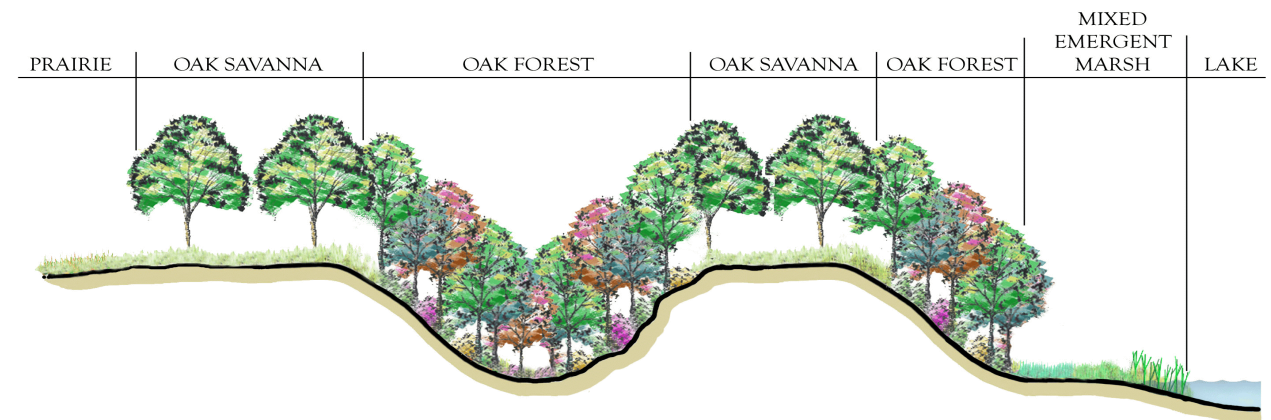 PRAIRIE
OAK SAVANNA
OAK FOREST
OAK SAVANNA
OAK FOREST
MIXED
EMERGENT
MARSH
LAKE